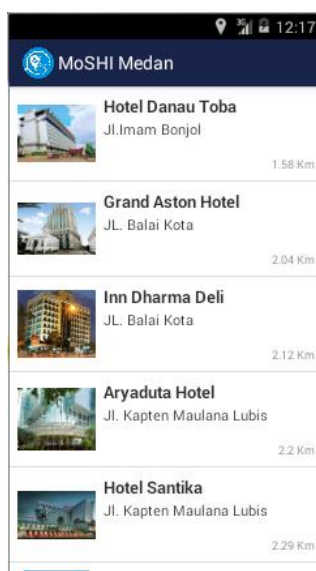 3G 12:17
MoSHI Medan
Hotel Danau Toba
Jl.Imam Bonjol
1.58 Km
Grand Aston Hotel
JL. Balai Kota
2.04 Km
Inn Dharma Deli
JL. Balai Kota
2.12 Km
Aryaduta Hotel
Jl. Kapten Maulana Lubis
2.2 Km
Hotel Santika
Jl. Kapten Maulana Lubis
2.29 Km